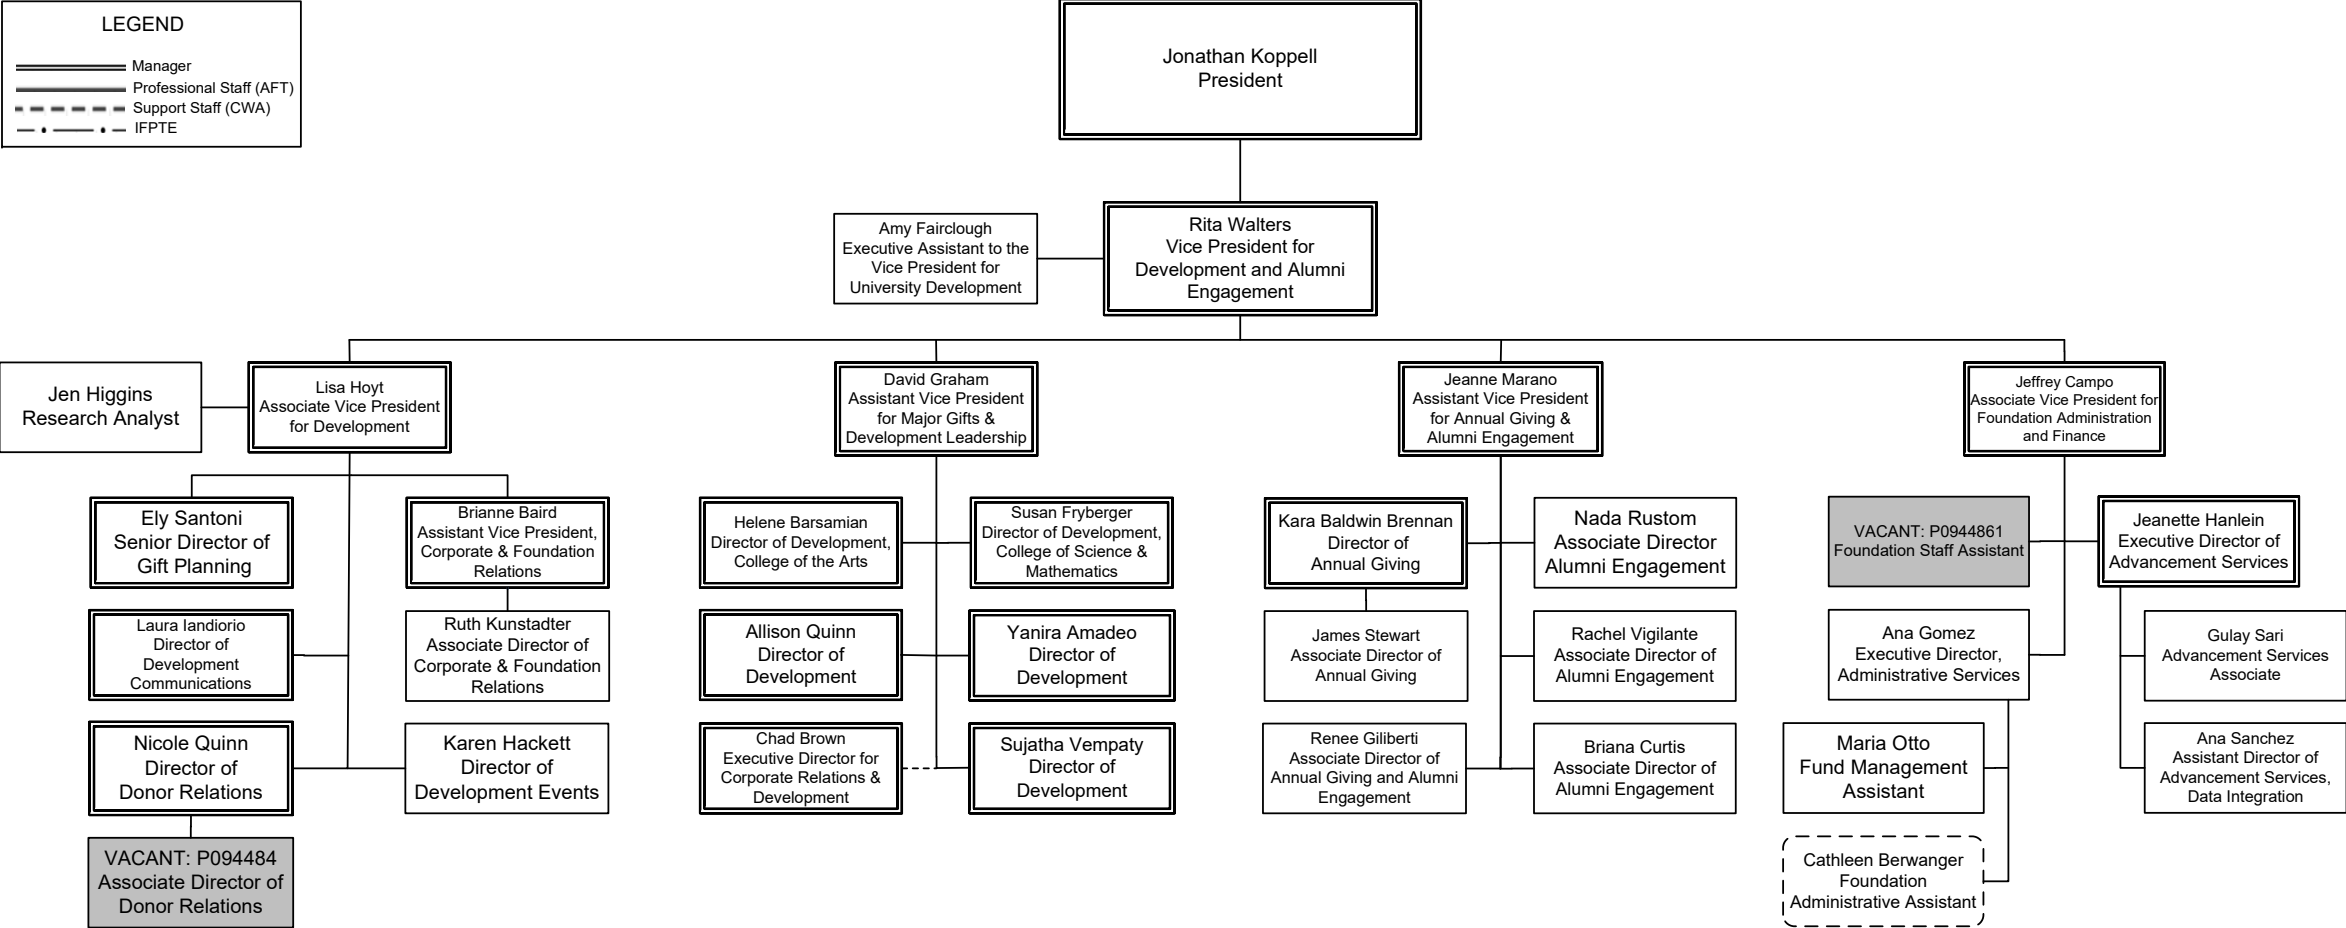 LEGEND
Manager
Professional Staff (AFT)
Support Staff (CWA)
IFPTE
Jonathan Koppell
President
Amy Fairclough
Executive Assistant to the
Vice President for
University Development
Rita Walters
Vice President for
Development and Alumni
Engagement
Jen Higgins
Research Analyst
Lisa Hoyt
Associate Vice President
for Development
David Graham
Assistant Vice President
for Major Gifts &
Development Leadership
Jeanne Marano
Assistant Vice President
for Annual Giving &
Alumni Engagement
Jeffrey Campo
Associate Vice President for
Foundation Administration
and Finance
Ely Santoni
Senior Director of
Gift Planning
Brianne Baird
Assistant Vice President,
Corporate & Foundation
Relations
Helene Barsamian
Director of Development,
College of the Arts
Susan Fryberger
Director of Development,
College of Science &
Mathematics
Kara Baldwin Brennan
Director of
Annual Giving
Nada Rustom
Associate Director
Alumni Engagement
VACANT: P0944861
Foundation Staff Assistant
Jeanette Hanlein
Executive Director of
Advancement Services
Laura Iandiorio
Director of
Development
Communications
Ruth Kunstadter
Associate Director of
Corporate & Foundation
Relations
Allison Quinn
Director of
Development
Yanira Amadeo
Director of
Development
James Stewart
Associate Director of
Annual Giving
Rachel Vigilante
Associate Director of
Alumni Engagement
Ana Gomez
Executive Director,
Administrative Services
Gulay Sari
Advancement Services
Associate
Nicole Quinn
Director of
Donor Relations
Karen Hackett
Director of
Development Events
Chad Brown
Executive Director for
Corporate Relations &
Development
Sujatha Vempaty
Director of
Development
Renee Giliberti
Associate Director of
Annual Giving and Alumni
Engagement
Briana Curtis
Associate Director of
Alumni Engagement
Maria Otto
Fund Management
Assistant
Ana Sanchez
Assistant Director of
Advancement Services,
Data Integration
VACANT: P094484
Associate Director of
Donor Relations
Cathleen Berwanger
Foundation
Administrative Assistant